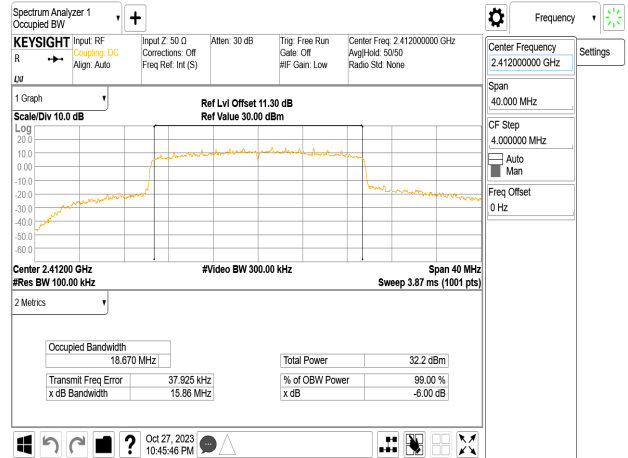 Spectrum Analyzer 1
Occupied BW
Frequency
KEYSIGHT
R
LXI
Input: RF
Coupling: DC
Align: Auto
Input Z: 50 Ω
Corrections: Off
Freq Ref: Int (S)
Atten: 30 dB
Trig: Free Run
Gate: Off
#IF Gain: Low
Center Freq: 2.412000000 GHz
Avg|Hold: 50/50
Radio Std: None
Center Frequency
2.412000000 GHz
Settings
Span
40.000 MHz
CF Step
4.000000 MHz
Auto
Man
Freq Offset
0 Hz
1 Graph
Ref Lvl Offset 11.30 dB
Scale/Div 10.0 dB
Ref Value 30.00 dBm
Log
20.0
10.0
0.00
-10.0
-20.0
-30.0
-40.0
-50.0
-60.0
Center 2.41200 GHz
#Video BW 300.00 kHz
Span 40 MHz
#Res BW 100.00 kHz
Sweep 3.87 ms (1001 pts)
2 Metrics
Occupied Bandwidth
18.670 MHz
Total Power
32.2 dBm
Transmit Freq Error
37.925 kHz
% of OBW Power
99.00 %
x dB Bandwidth
15.86 MHz
x dB
-6.00 dB
?
Oct 27, 2023
10:45:46 PM